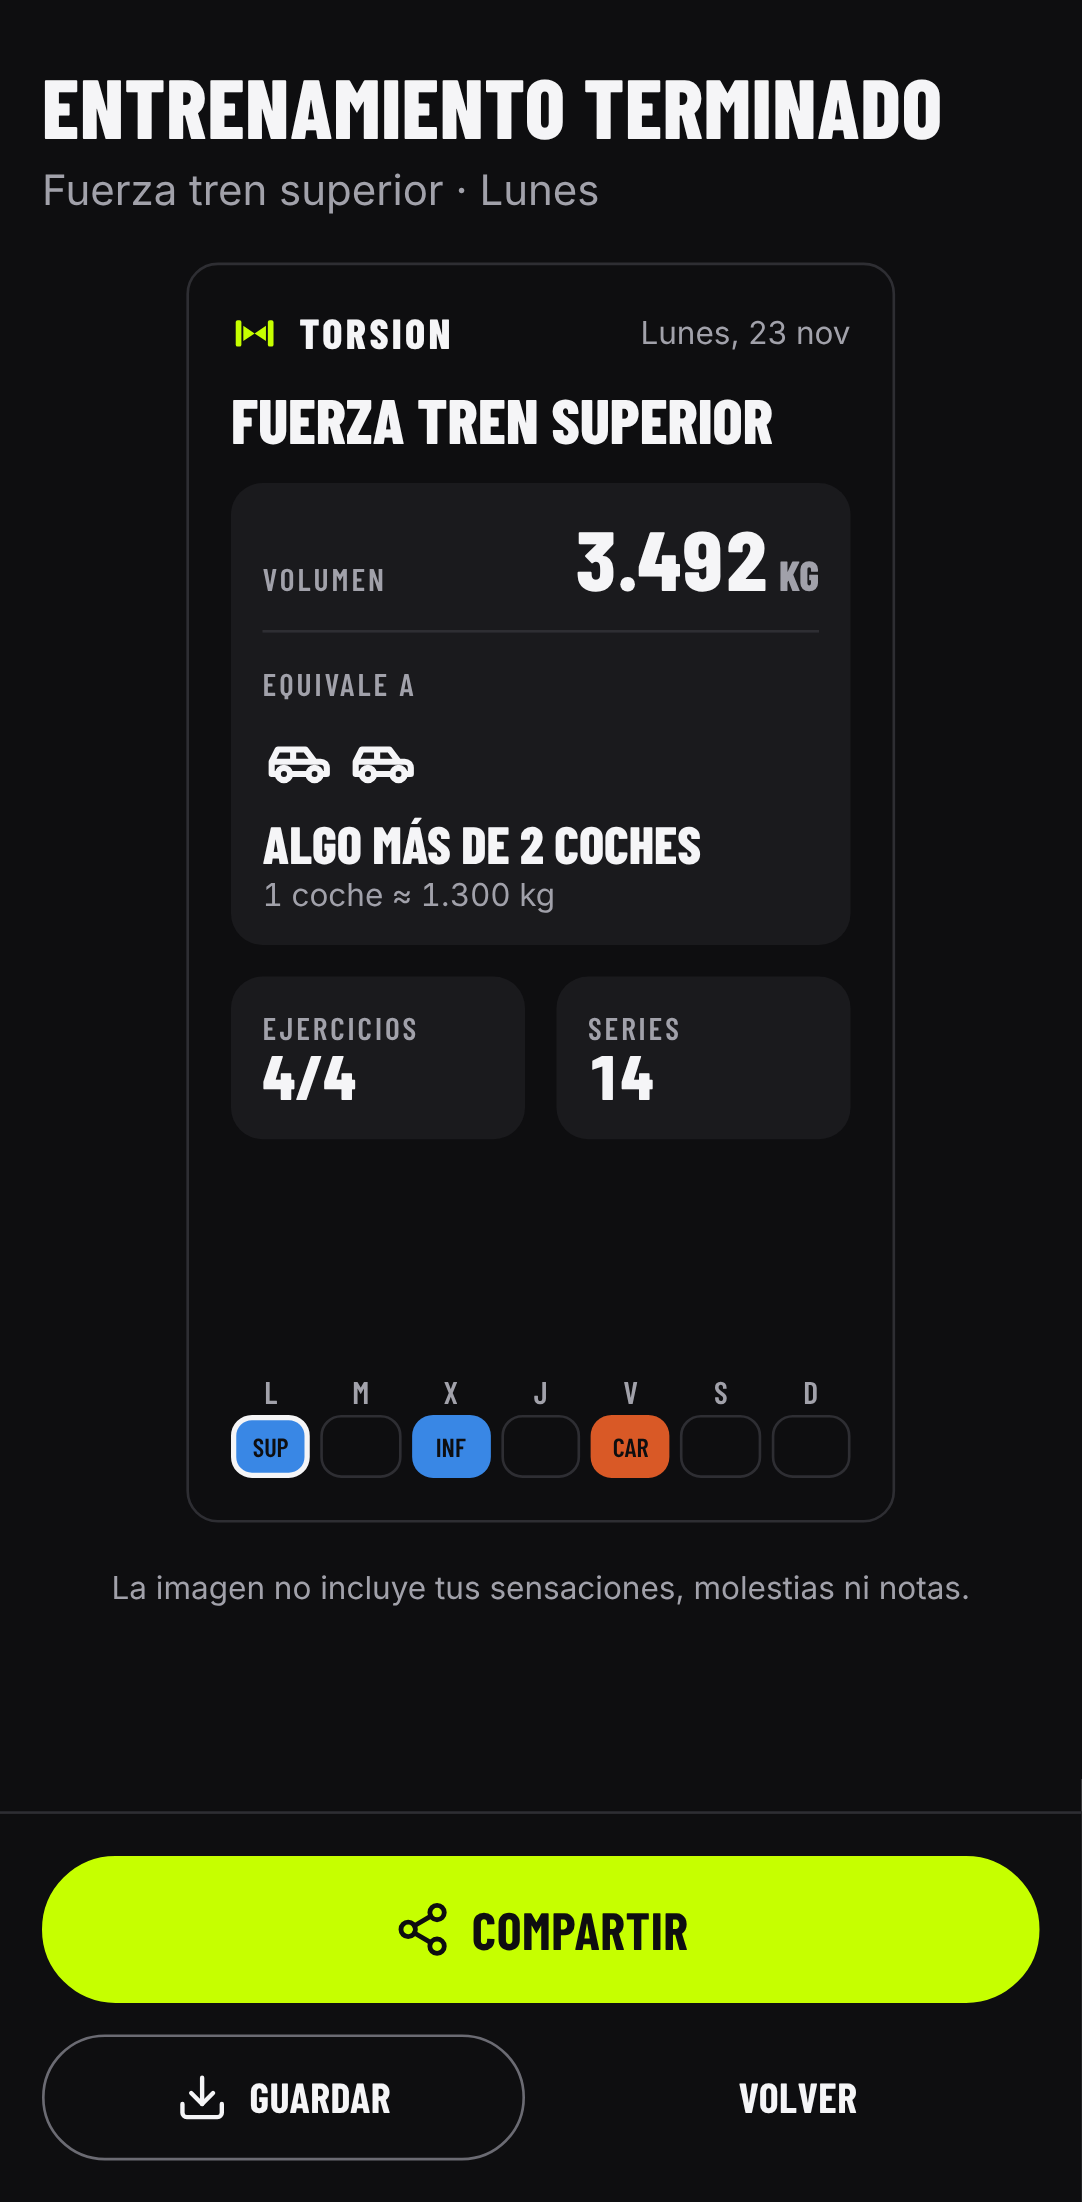 ENTRENAMIENTO TERMINADO
Fuerza tren superior · Lunes
TORSION Lunes, 23 nov
FUERZA TREN SUPERIOR
VOLUMEN 3.492 KG
EQUIVALE A
ALGO MÁS DE 2 COCHES
1 coche ≈ 1.300 kg
EJERCICIOS SERIES
4/4 14
L M X J V S D
SUP INF CAR
La imagen no incluye tus sensaciones, molestias ni notas.
COMPARTIR
GUARDAR VOLVER